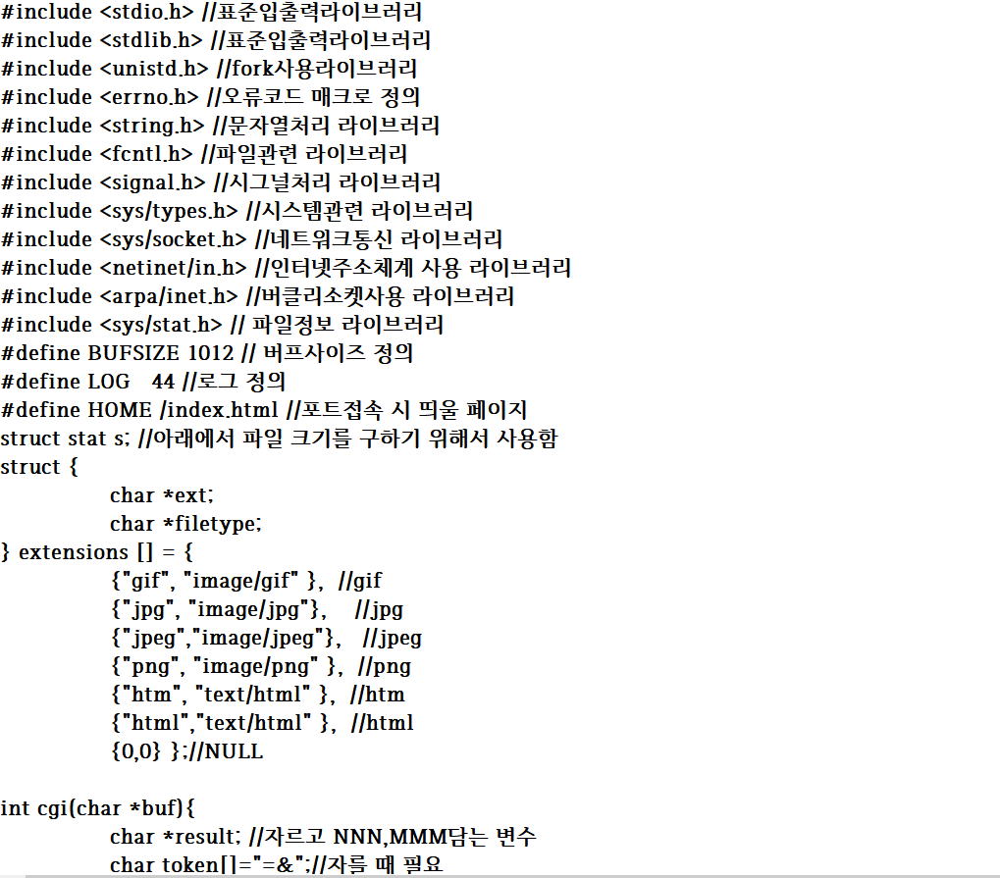 #include <stdio.h> //표준입출력라이브러리
#include <stdlib.h> //표준입출력라이브러리
#include <unistd.h> //fork사용라이브러리
#include <errno.h> //오류코드 매크로 정의
#include <string.h> //문자열처리 라이브러리
#include <fcntl.h> //파일관련 라이브러리
#include <signal.h> //시그널처리 라이브러리
#include <sys/types.h> //시스템관련 라이브러리
#include <sys/socket.h> //네트워크통신 라이브러리
#include <netinet/in.h> //인터넷주소체계 사용 라이브러리
#include <arpa/inet.h> //버클리소켓사용 라이브러리
#include <sys/stat.h> // 파일정보 라이브러리
#define BUFSIZE 1012 // 버프사이즈 정의
#define LOG   44 //로그 정의
#define HOME /index.html //포트접속 시 띄울 페이지
struct stat s; //아래에서 파일 크기를 구하기 위해서 사용함
struct {
char *ext;
char *filetype;
} extensions [] = {
{"gif", "image/gif" },  //gif
{"jpg", "image/jpg"},    //jpg
{"jpeg","image/jpeg"},   //jpeg
{"png", "image/png" },  //png
{"htm", "text/html" },  //htm
{"html","text/html" },  //html
{0,0} };//NULL
int cgi(char *buf){
char *result; //자르고 NNN,MMM담는 변수
char token[]="=&";//자를 때 필요